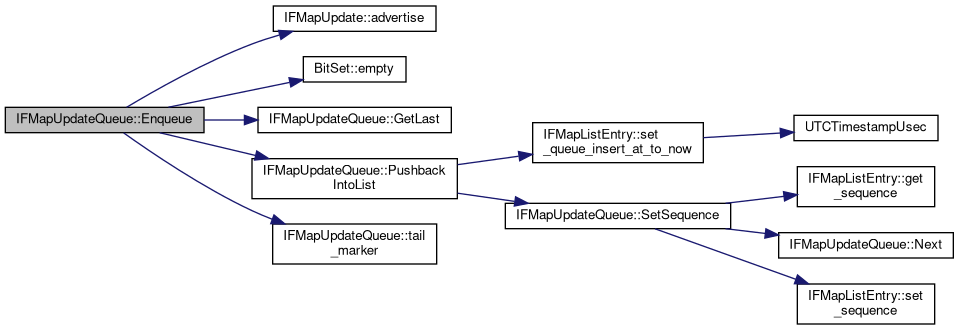 IFMapUpdate::advertise
BitSet::empty
IFMapUpdateQueue::Enqueue
IFMapUpdateQueue::GetLast
IFMapUpdateQueue::Pushback
IntoList
IFMapUpdateQueue::tail
_marker
IFMapListEntry::set
_queue_insert_at_to_now
IFMapUpdateQueue::SetSequence
UTCTimestampUsec
IFMapListEntry::get
_sequence
IFMapUpdateQueue::Next
IFMapListEntry::set
_sequence